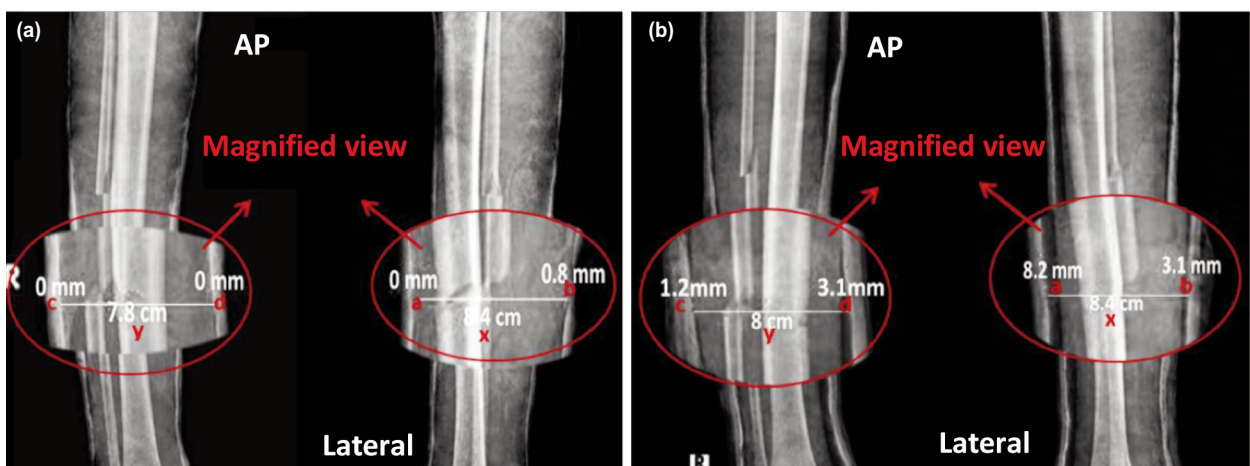 (a)
AP
Magnified view
R
0 mm
0 mm
c
d
7.8 cm
y
0 mm
0.8 mm
a
b
8.4 cm
x
Lateral
(b)
AP
Magnified view
1.2mm
3.1mm
c
d
8 cm
y
8.2 mm
3.1 mm
a
b
8.4 cm
x
Lateral